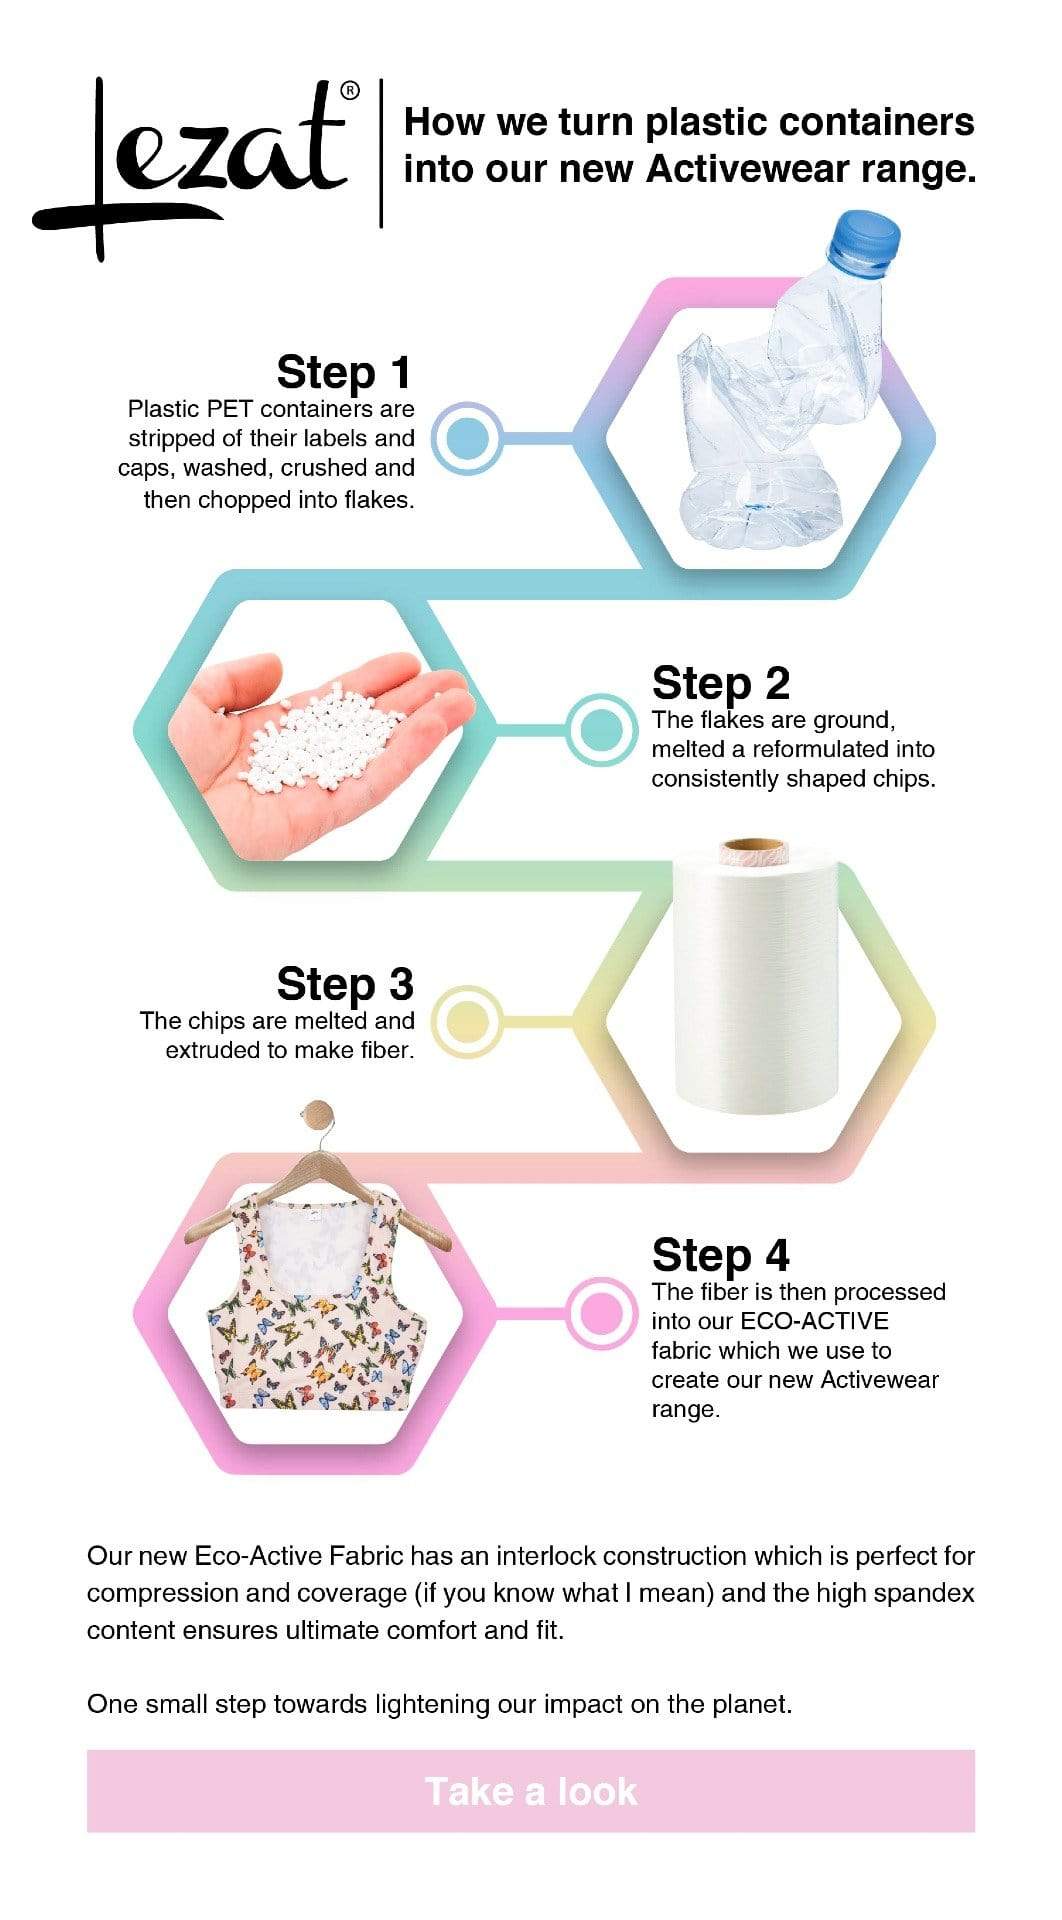 Lezat®
How we turn plastic containers
into our new Activewear range.
Step 1
Plastic PET containers are
stripped of their labels and
caps, washed, crushed and
then chopped into flakes.
Step 2
The flakes are ground,
melted a reformulated into
consistently shaped chips.
Step 3
The chips are melted and
extruded to make fiber.
Step 4
The fiber is then processed
into our ECO-ACTIVE
fabric which we use to
create our new Activewear
range.
Our new Eco-Active Fabric has an interlock construction which is perfect for
compression and coverage (if you know what I mean) and the high spandex
content ensures ultimate comfort and fit.
One small step towards lightening our impact on the planet.
Take a look